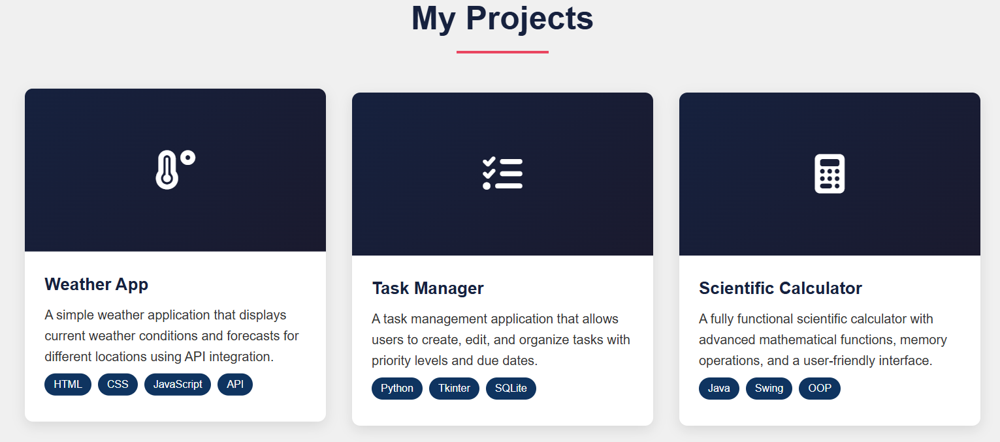 My Projects
Weather App
A simple weather application that displays
current weather conditions and forecasts for
different locations using API integration.
HTML CSS JavaScript API
Task Manager
A task management application that allows
users to create, edit, and organize tasks with
priority levels and due dates.
Python Tkinter SQLite
Scientific Calculator
A fully functional scientific calculator with
advanced mathematical functions, memory
operations, and a user-friendly interface.
Java Swing OOP